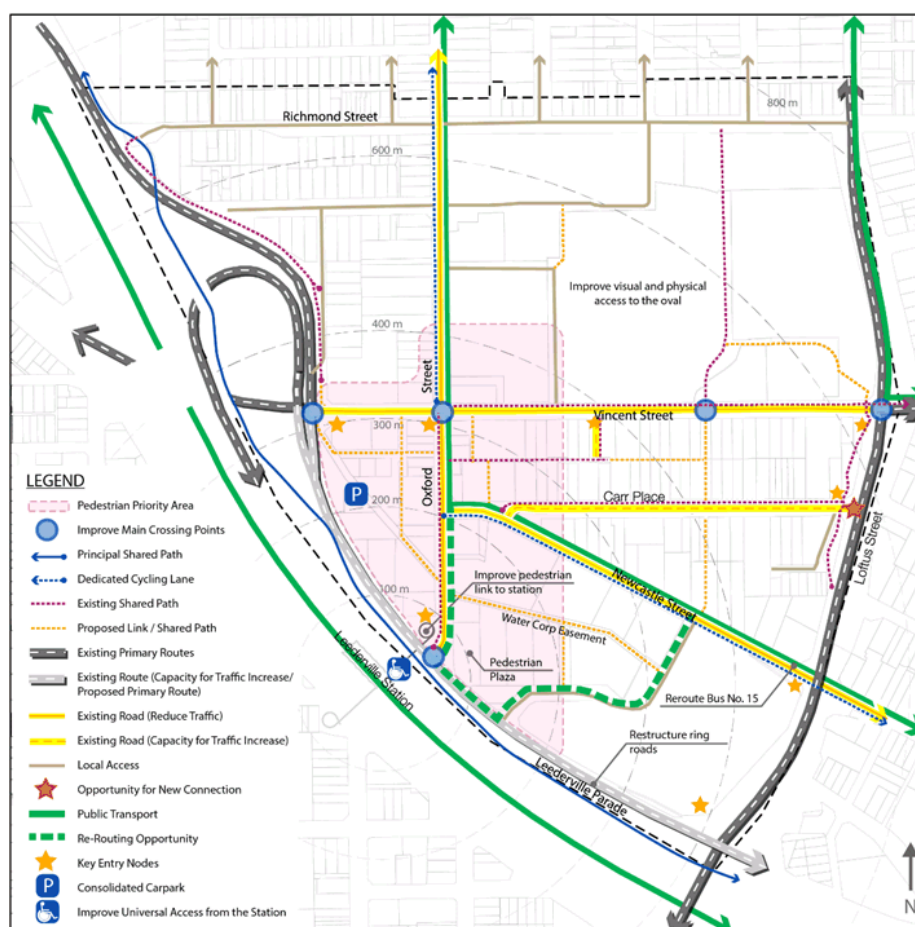 800 m
Richmond Street
600 m
Improve visual and physical
access to the oval
400 m
Street
Vincent Street
300 m
LEGEND
Oxford
Carr Place
P
200 m
Pedestrian Priority Area
Improve Main Crossing Points
Principal Shared Path
Dedicated Cycling Lane
Existing Shared Path
Proposed Link / Shared Path
Existing Primary Routes
Existing Route (Capacity for Traffic Increase/
Proposed Primary Route)
Existing Road (Reduce Traffic)
Existing Road (Capacity for Traffic Increase)
Local Access
Opportunity for New Connection
Public Transport
Re-Routing Opportunity
Key Entry Nodes
P
Consolidated Carpark
Improve Universal Access from the Station
Loftus Street
Improve pedestrian
link to station
Newcastle Street
100 m
Water Corp Easement
Leederville Station
Pedestrian
Plaza
Reroute Bus No. 15
Restructure ring
roads
Leederville Parade
N